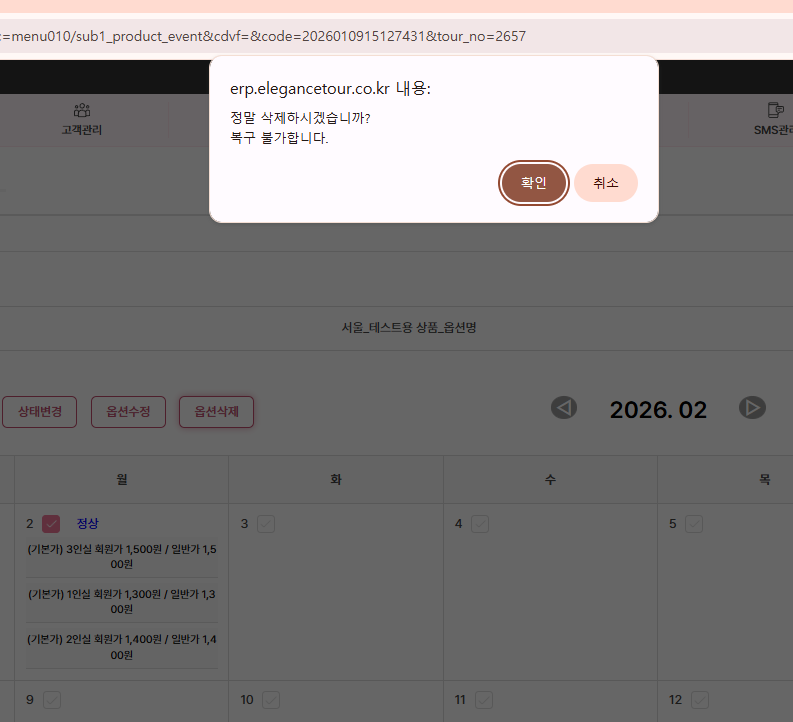 :=menu010/sub1_product_event&cdvf=&code=2026010915127431&tour_no=2657
erp.elegancetour.co.kr 내용:
정말 삭제하시겠습니까?
복구 불가합니다.
확인 취소
고객관리 SMS관리
서울_테스트용 상품_옵션명
상태변경 옵션수정 옵션삭제 2026. 02
월 화 수 목
2 정상 3 4 5
(기본가) 3인실 회원가 1,500원 / 일반가 1,5
00원
(기본가) 1인실 회원가 1,300원 / 일반가 1,3
00원
(기본가) 2인실 회원가 1,400원 / 일반가 1,4
00원
9 10 11 12